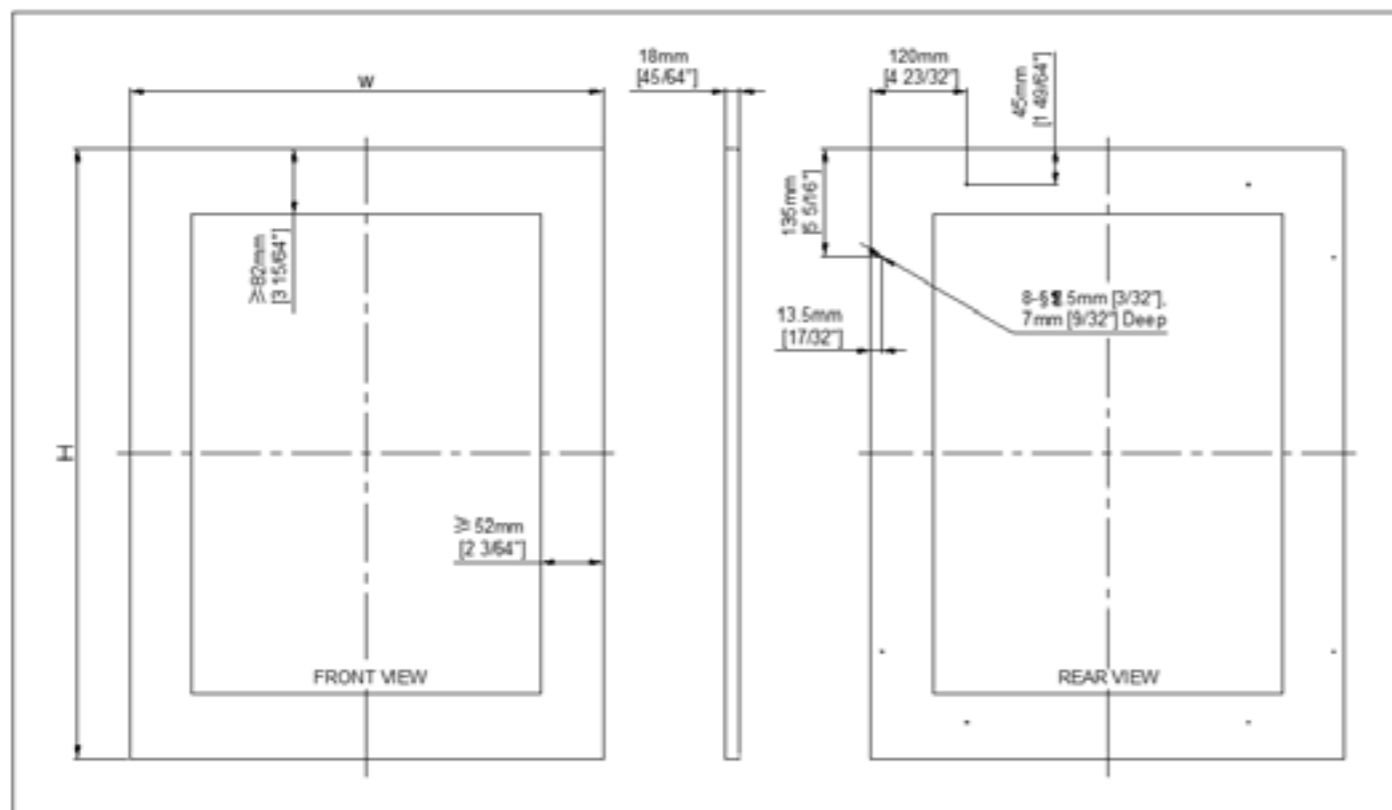 W
18mm
[45/64"]
120mm
[4 23/32"]
45mm
[1 49/64"]
135mm
[5 5/16"]
≥82mm
[3 15/64"]
8-
.5mm [3/32"],
7mm [9/32"] Deep
13.5mm
[17/32"]
H
≥ 52mm
[2 3/64"]
FRONT VIEW
REAR VIEW